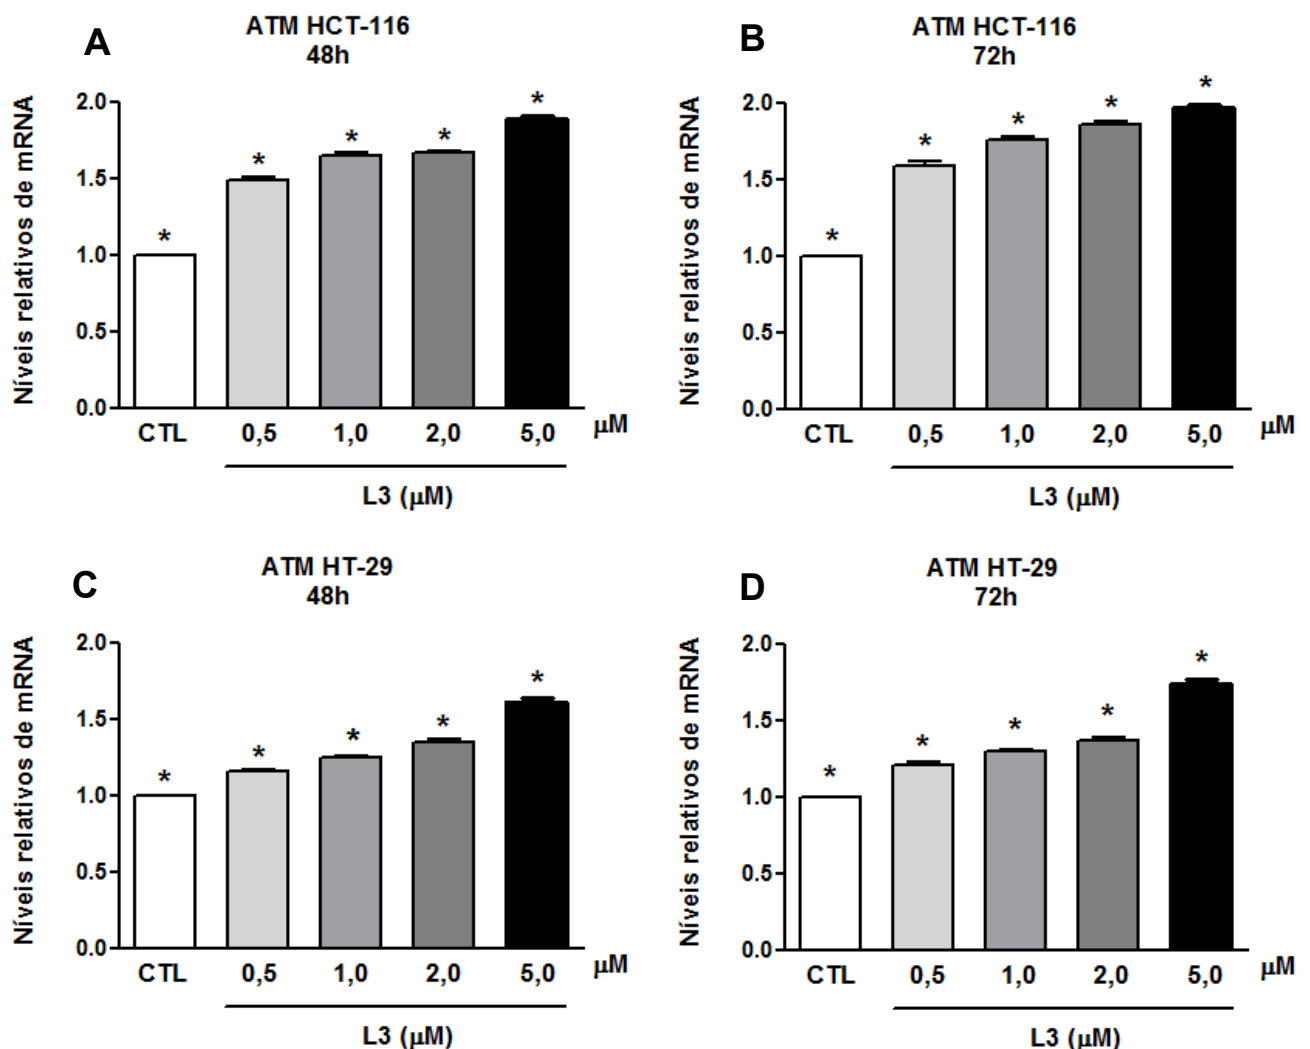 A
ATM HCT-116
48h
Níveis relativos de mRNA
2.0
*
*
*
*
1.5
*
1.0
0.5
0.0
CTL 0,5 1,0 2,0 5,0 µM
L3 (µM)
B
ATM HCT-116
72h
Níveis relativos de mRNA
2.0
*
*
*
*
1.5
*
1.0
0.5
0.0
CTL 0,5 1,0 2,0 5,0 µM
L3 (µM)
C
ATM HT-29
48h
Níveis relativos de mRNA
2.0
*
1.5
*
*
*
*
1.0
0.5
0.0
CTL 0,5 1,0 2,0 5,0 µM
L3 (µM)
D
ATM HT-29
72h
Níveis relativos de mRNA
2.0
*
1.5
*
*
*
*
1.0
0.5
0.0
CTL 0,5 1,0 2,0 5,0 µM
L3 (µM)